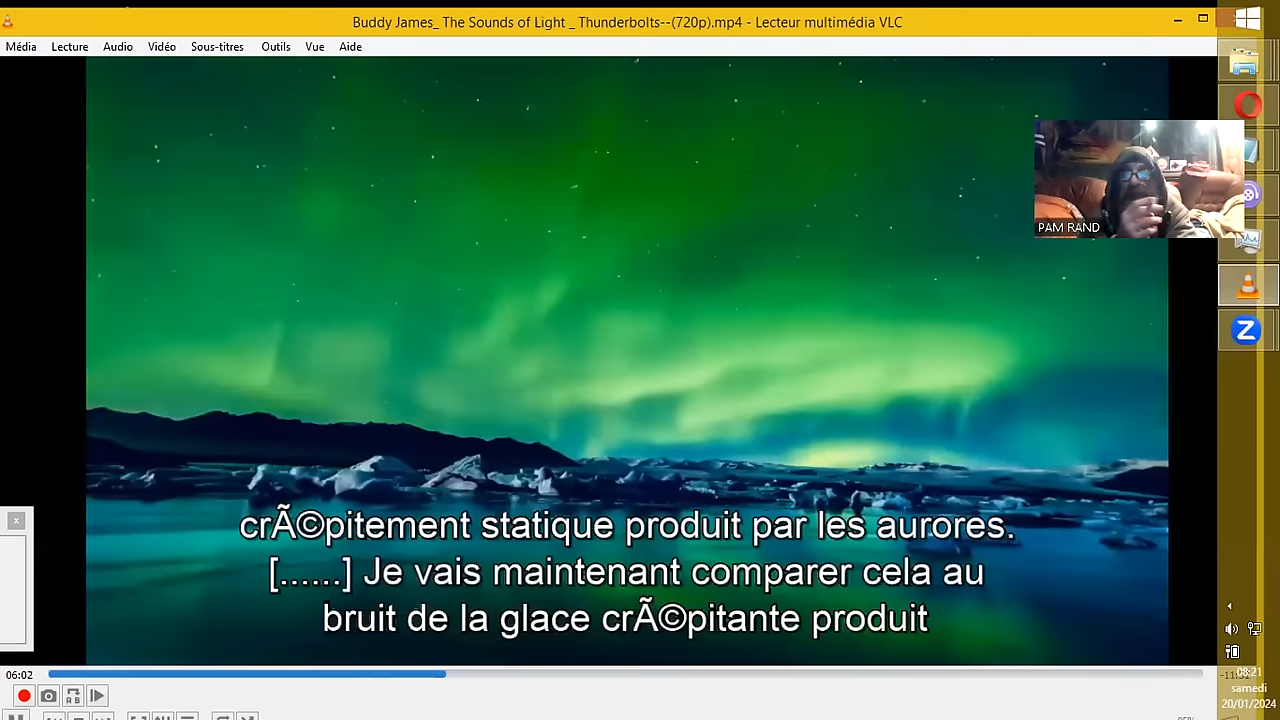 Buddy James_ The Sounds of Light _ Thunderbolts--(720p).mp4 - Lecteur multimédia VLC
Média Lecture Audio Vidéo Sous-titres Outils Vue Aide
PAM RAND
Z
crÃ©pitement statique produit par les aurores.
[......] Je vais maintenant comparer cela au
bruit de la glace crÃ©pitante produit
06:02
08:21
samedi
20/01/2024